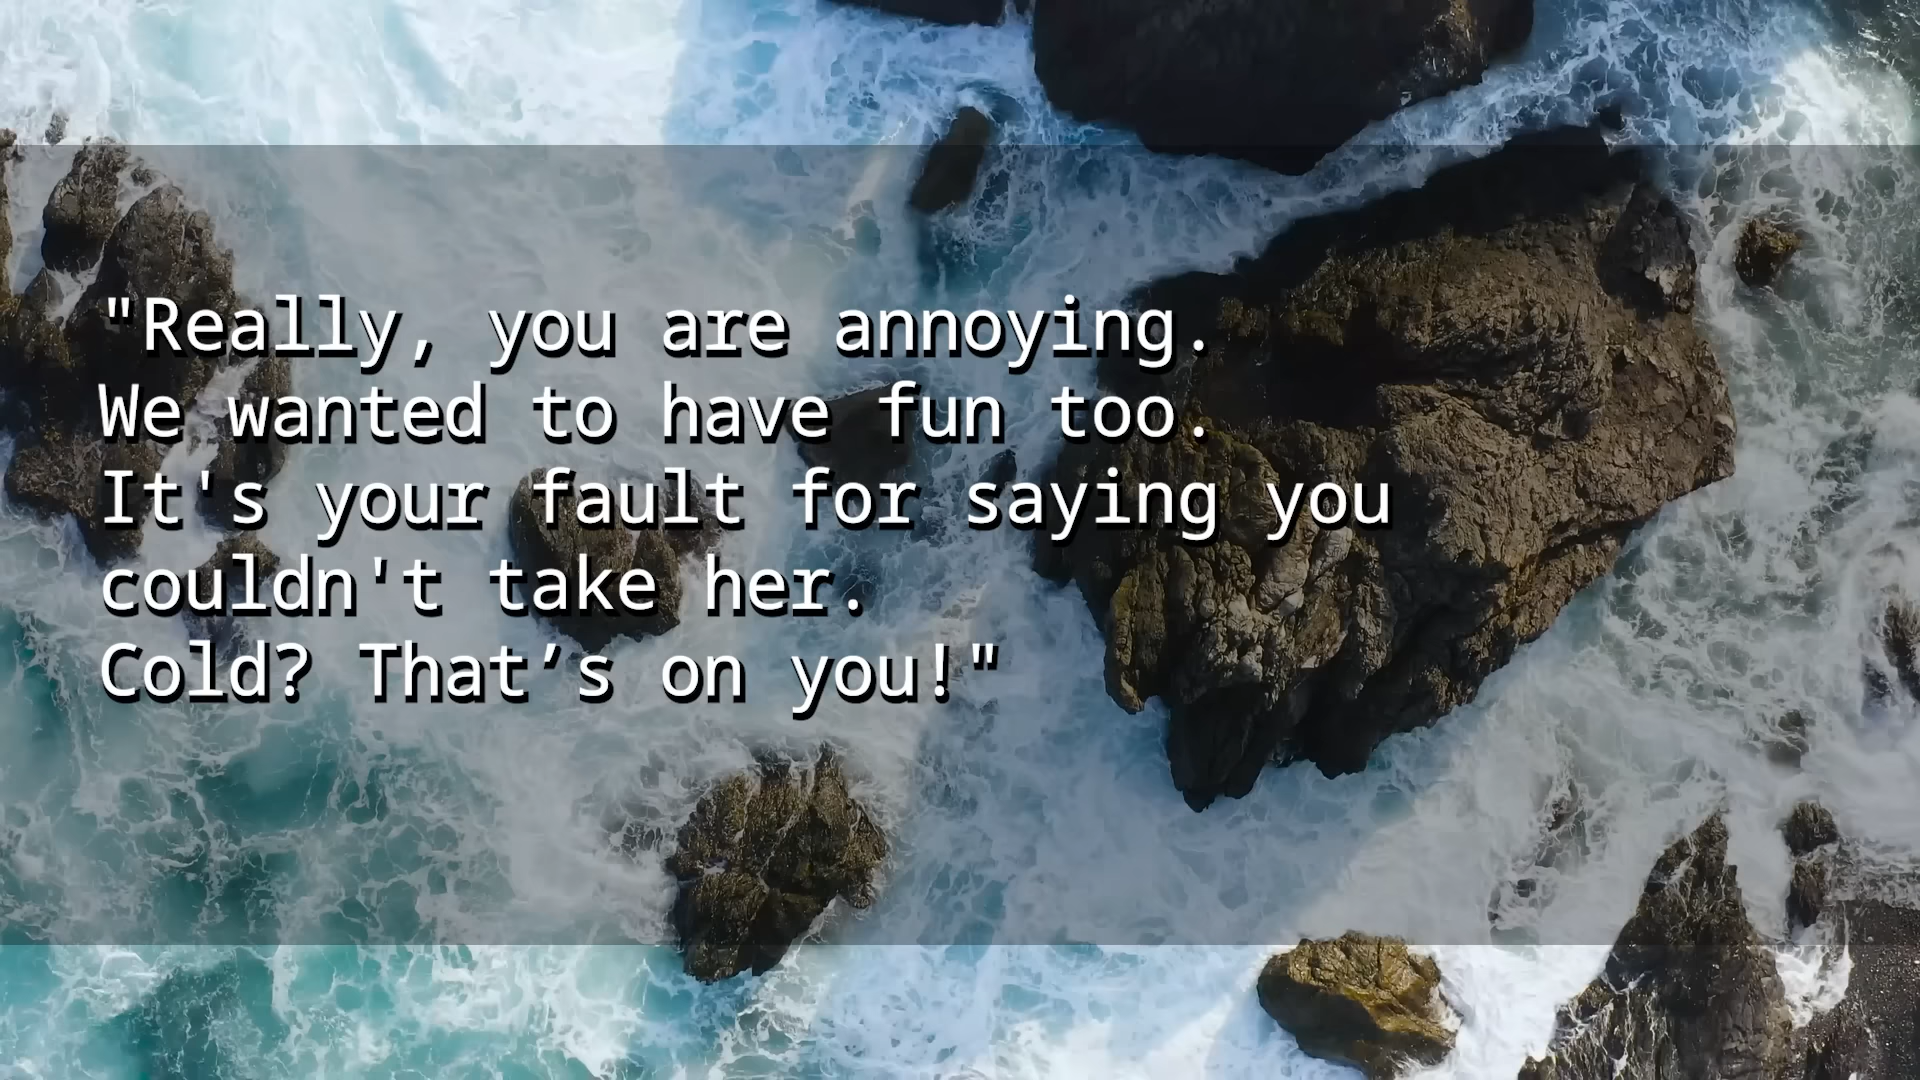 "Really, you are annoying.
We wanted to have fun too.
It's your fault for saying you
couldn't take her.
Cold? That’s on you!"